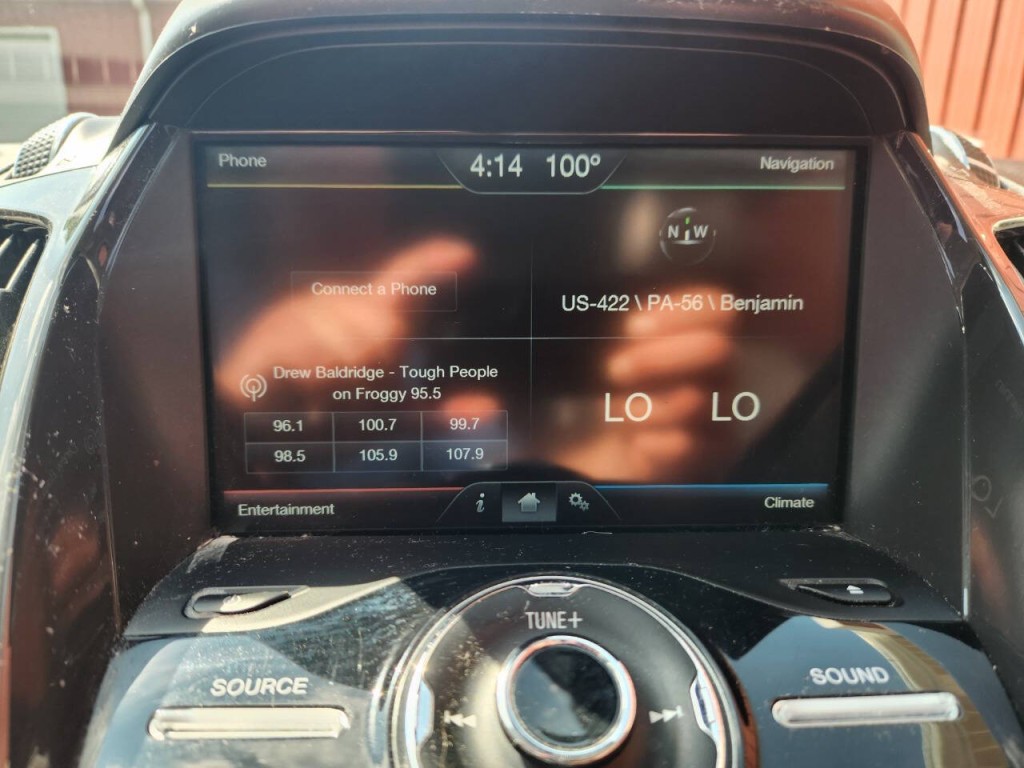 Phone
4:14 100°
Navigation
N W
Connect a Phone
US-422 \ PA-56 \ Benjamin
Drew Baldridge - Tough People
on Froggy 95.5
LO LO
96.1 100.7 99.7
98.5 105.9 107.9
Entertainment
i
Climate
TUNE+
SOURCE
SOUND